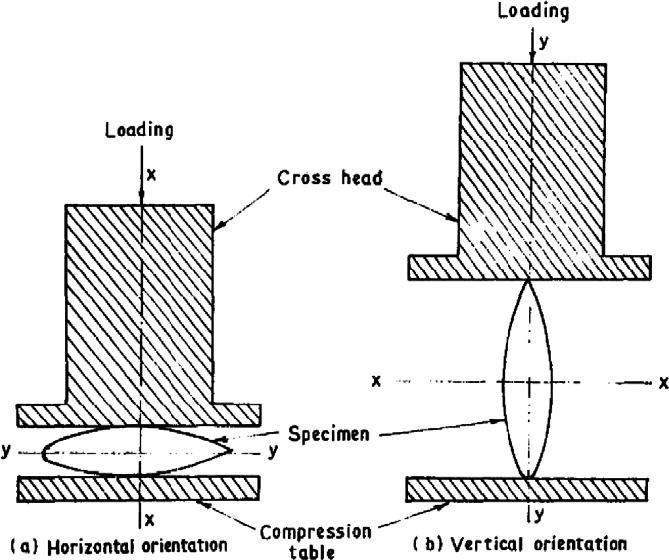 Loading
y
Loading
x
Cross head
x
x
Specimen
y
y
x
y
Compression
table
(a) Horizontal orientation
(b) Vertical orientation